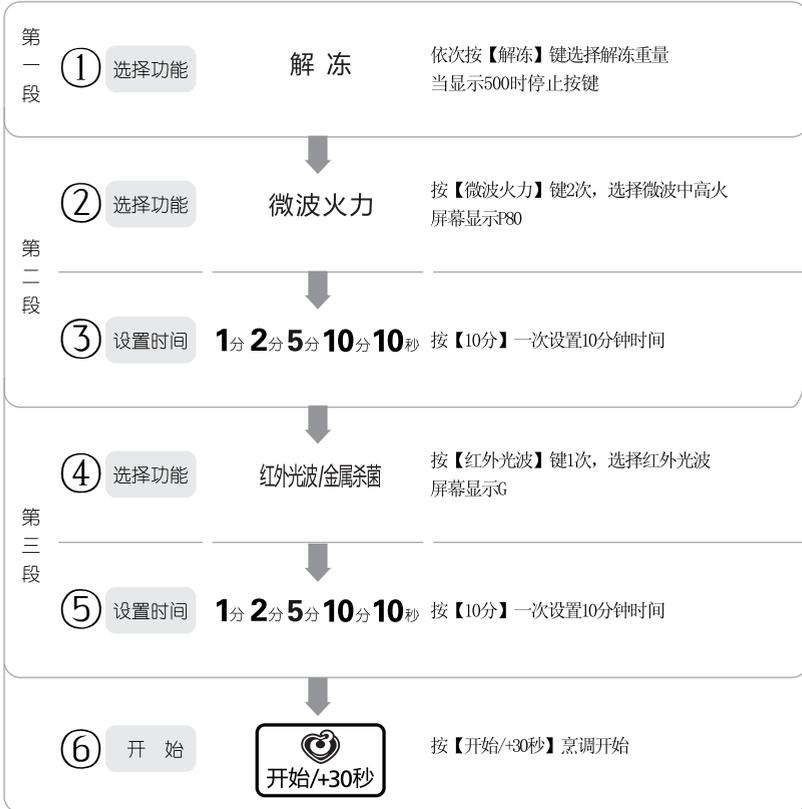 第一段
① 选择功能
解 冻
依次按【解冻】键选择解冻重量
当显示500时停止按键
第二段
② 选择功能
微波火力
按【微波火力】键2次，选择微波中高火
屏幕显示P80
③ 设置时间
1分 2分 5分 10分 10秒
按【10分】一次设置10分钟时间
第三段
④ 选择功能
红外光波/金属杀菌
按【红外光波】键1次，选择红外光波
屏幕显示G
⑤ 设置时间
1分 2分 5分 10分 10秒
按【10分】一次设置10分钟时间
⑥ 开 始
开始/+30秒
按【开始/+30秒】烹调开始